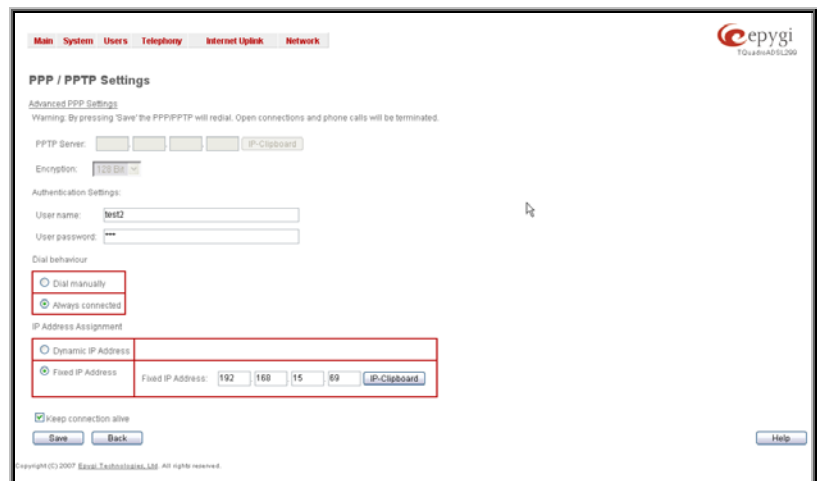 Main System Users Telephony Internet Uplink Network
epygi
TQuadroADSL299
PPP / PPTP Settings
Advanced PPP Settings
Warning: By pressing 'Save' the PPP/PPTP will redial. Open connections and phone calls will be terminated.
PPTP Server: . . . IP-Clipboard
Encryption: 128 Bit
Authentication Settings:
User name: test2
User password: ***
Dial behaviour
Dial manually
Always connected
IP Address Assignment
Dynamic IP Address
Fixed IP Address Fixed IP Address: 192 . 168 . 15 . 69 IP-Clipboard
Keep connection alive
Save Back Help
Copyright (C) 2007 Epygi Technologies, Ltd. All rights reserved.